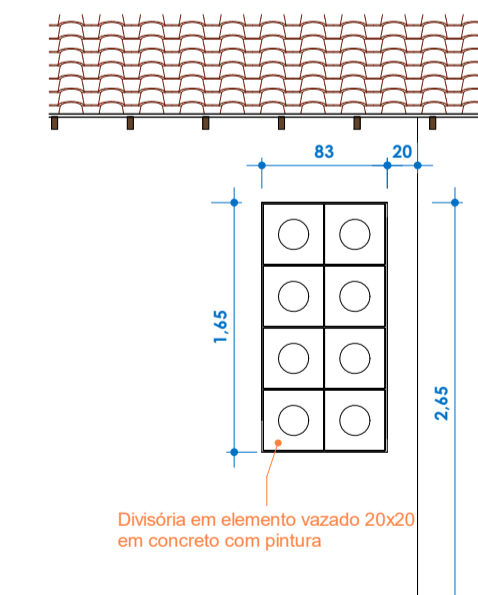 83
20
1,65
2,65
Divisória em elemento vazado 20x20
em concreto com pintura